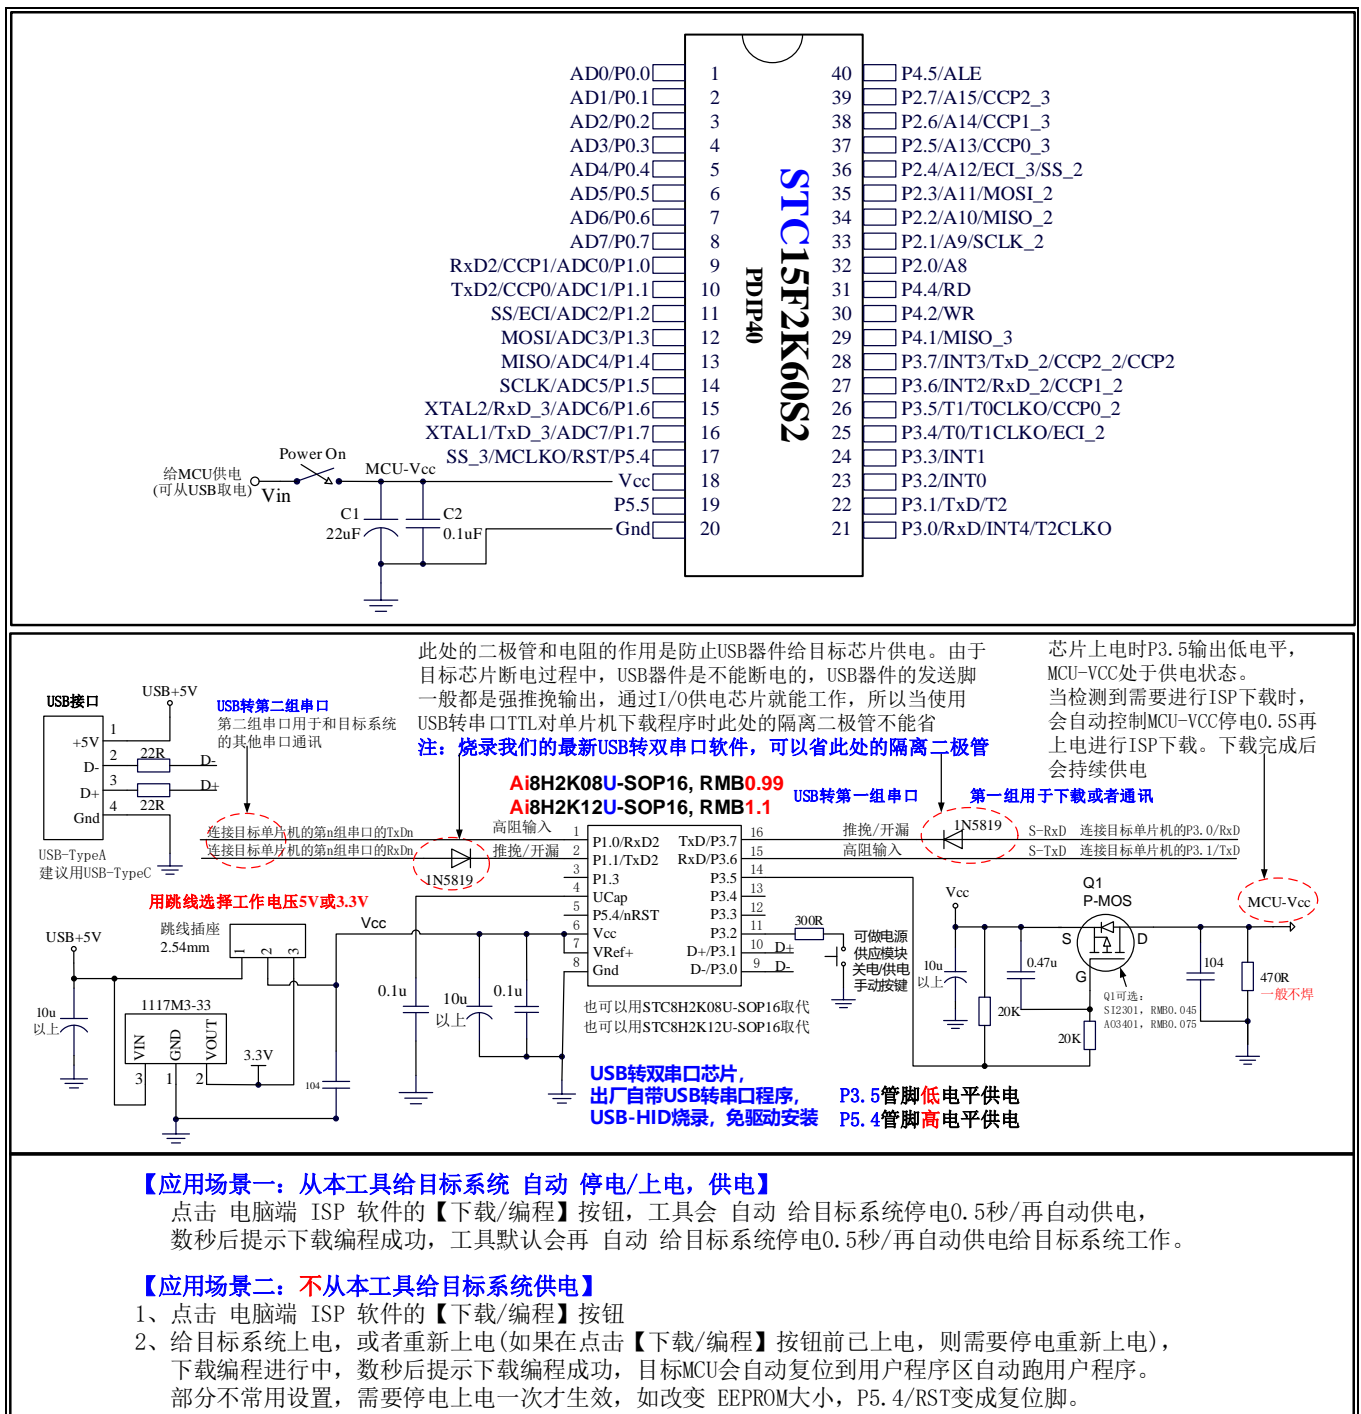 AD0/P0.0 1 40 P4.5/ALE
AD1/P0.1 2 39 P2.7/A15/CCP2_3
AD2/P0.2 3 38 P2.6/A14/CCP1_3
AD3/P0.3 4 37 P2.5/A13/CCP0_3
AD4/P0.4 5 36 P2.4/A12/ECI_3/SS_2
AD5/P0.5 6 35 P2.3/A11/MOSI_2
AD6/P0.6 7 34 P2.2/A10/MISO_2
AD7/P0.7 8 33 P2.1/A9/SCLK_2
RxD2/CCP1/ADC0/P1.0 9 32 P2.0/A8
TxD2/CCP0/ADC1/P1.1 10 31 P4.4/RD
SS/ECI/ADC2/P1.2 11 30 P4.2/WR
MOSI/ADC3/P1.3 12 29 P4.1/MISO_3
MISO/ADC4/P1.4 13 28 P3.7/INT3/TxD_2/CCP2_2/CCP2
SCLK/ADC5/P1.5 14 27 P3.6/INT2/RxD_2/CCP1_2
XTAL2/RxD_3/ADC6/P1.6 15 26 P3.5/T1/T0CLKO/CCP0_2
XTAL1/TxD_3/ADC7/P1.7 16 25 P3.4/T0/T1CLKO/ECI_2
SS_3/MCLKO/RST/P5.4 17 24 P3.3/INT1
Vcc 18 23 P3.2/INT0
P5.5 19 22 P3.1/TxD/T2
Gnd 20 21 P3.0/RxD/INT4/T2CLKO
STC15F2K60S2
PDIP40
Power On
MCU-Vcc
给MCU供电
(可从USB取电)
Vin
C1
22uF
C2
0.1uF
此处的二极管和电阻的作用是防止USB器件给目标芯片供电。由于
目标芯片断电过程中，USB器件是不能断电的，USB器件的发送脚
一般都是强推挽输出，通过I/O供电芯片就能工作，所以当使用
USB转串口TTL对单片机下载程序时此处的隔离二极管不能省
注：烧录我们的最新USB转双串口软件，可以省此处的隔离二极管
芯片上电时P3.5输出低电平，
MCU-VCC处于供电状态。
当检测到需要进行ISP下载时，
会自动控制MCU-VCC停电0.5S再
上电进行ISP下载。下载完成后
会持续供电
USB接口
USB+5V
1
+5V
2
D-
22R
D-
3
D+
22R
D+
4
Gnd
USB-TypeA
建议用USB-TypeC
USB转第二组串口
第二组串口用于和目标系统
的其他串口通讯
Ai8H2K08U-SOP16, RMB0.99
Ai8H2K12U-SOP16, RMB1.1
USB转第一组串口
第一组用于下载或者通讯
连接目标单片机的第n组串口的TxDn
连接目标单片机的第n组串口的RxDn
高阻输入
推挽/开漏
1N5819
1 P1.0/RxD2 TxD/P3.7 16
2 P1.1/TxD2 RxD/P3.6 15
3 P1.3 P3.5 14
4 UCap P3.4 13
5 P5.4/nRST P3.3 12
6 Vcc P3.2 11
7 VRef+ D+/P3.1 10 D+
8 Gnd D-/P3.0 9 D-
推挽/开漏
高阻输入
1N5819
S-RxD 连接目标单片机的P3.0/RxD
S-TxD 连接目标单片机的P3.1/TxD
用跳线选择工作电压5V或3.3V
跳线插座
2.54mm
1 2 3
USB+5V
10u
以上
1117M3-33
VIN
GND
VOUT
3 1 2
3.3V
104
Vcc
0.1u
10u
以上
0.1u
300R
可做电源
供应模块
关电/供电
手动按键
也可以用STC8H2K08U-SOP16取代
也可以用STC8H2K12U-SOP16取代
Vcc
10u
以上
20K
0.47u
Q1
P-MOS
S
D
G
20K
Q1可选:
SI2301, RMB0.045
AO3401, RMB0.075
MCU-Vcc
104
470R
一般不焊
USB转双串口芯片，
出厂自带USB转串口程序，
USB-HID烧录，免驱动安装
P3.5管脚低电平供电
P5.4管脚高电平供电
【应用场景一：从本工具给目标系统 自动 停电/上电，供电】
点击 电脑端 ISP 软件的【下载/编程】按钮，工具会 自动 给目标系统停电0.5秒/再自动供电，
数秒后提示下载编程成功，工具默认会再 自动 给目标系统停电0.5秒/再自动供电给目标系统工作。
【应用场景二：不从本工具给目标系统供电】
1、点击 电脑端 ISP 软件的【下载/编程】按钮
2、给目标系统上电，或者重新上电(如果在点击【下载/编程】按钮前已上电，则需要停电重新上电)，
下载编程进行中，数秒后提示下载编程成功，目标MCU会自动复位到用户程序区自动跑用户程序。
部分不常用设置，需要停电上电一次才生效，如改变 EEPROM大小，P5.4/RST变成复位脚。